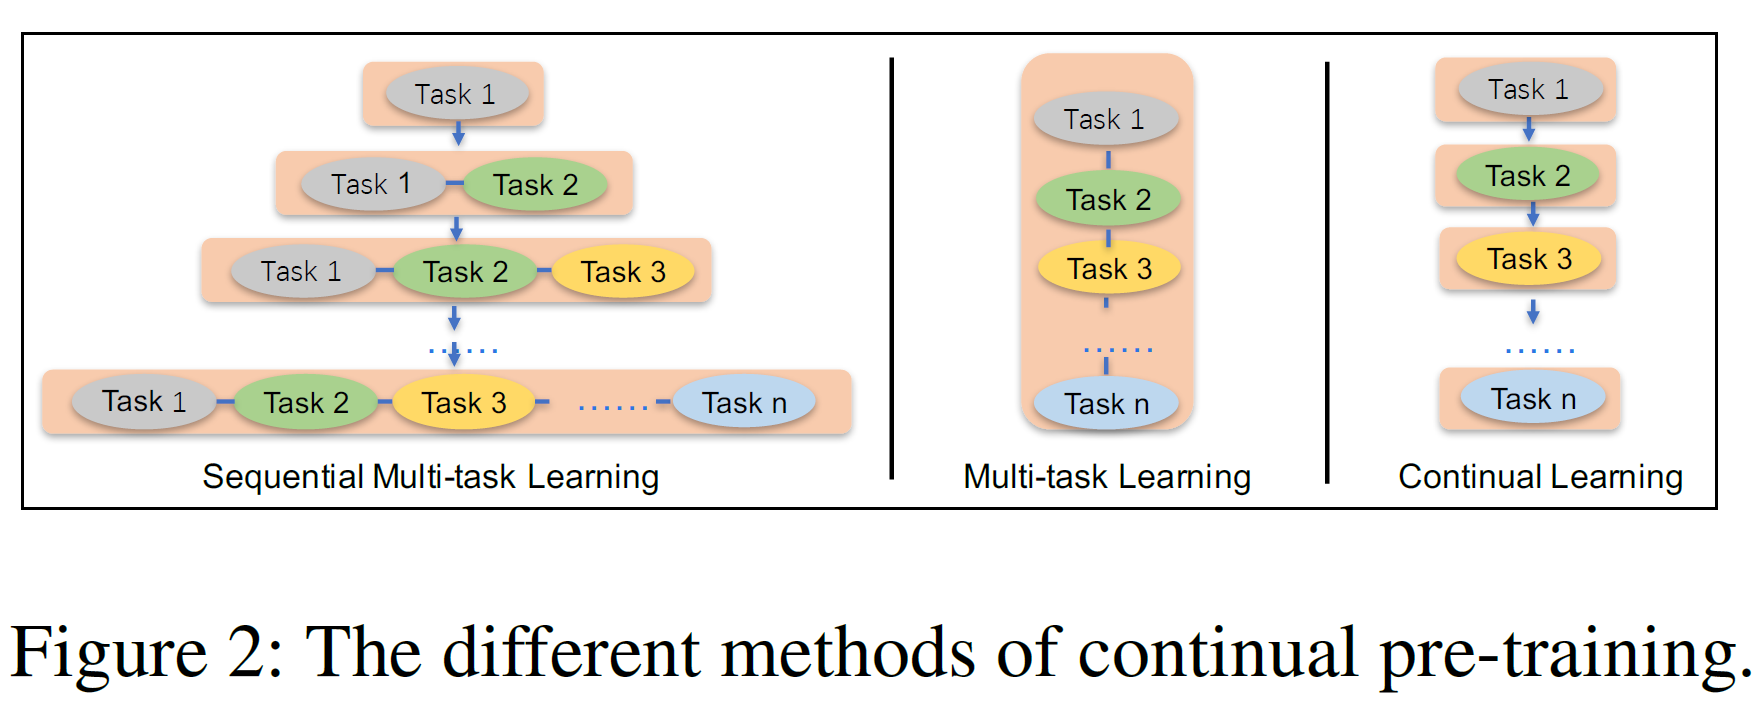 Task 1
Task 1 Task 2
Task 1 Task 2 Task 3
......
Task 1 Task 2 Task 3 ...... Task n
Sequential Multi-task Learning
Task 1
Task 2
Task 3
......
Task n
Multi-task Learning
Task 1
Task 2
Task 3
......
Task n
Continual Learning
Figure 2: The different methods of continual pre-training.